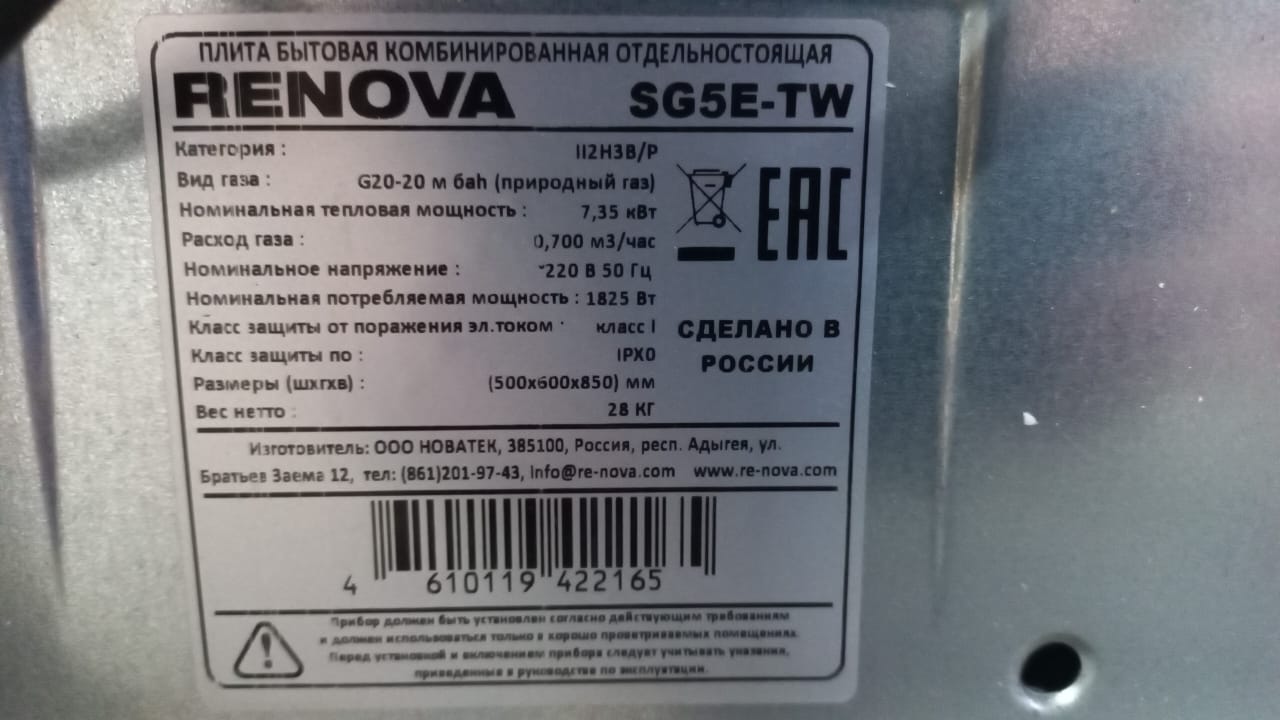 ПЛИТА БЫТОВАЯ КОМБИНИРОВАННАЯ ОТДЕЛЬНОСТОЯЩАЯ
RENOVA SG5E-TW
Категория : II2H3B/P
Вид газа : G20-20 м баh (природный газ)
Номинальная тепловая мощность : 7,35 кВт
Расход газа : 0,700 м3/час
Номинальное напряжение : ~220 В 50 Гц
Номинальная потребляемая мощность : 1825 Вт
Класс защиты от поражения эл.током : класс I
Класс защиты по : IPX0
Размеры (шхгхв) : (500х600х850) мм
Вес нетто : 28 КГ
EAC
СДЕЛАНО В
РОССИИ
Изготовитель: ООО НОВАТЕК, 385100, Россия, респ. Адыгея, ул.
Братьев Заема 12, тел: (861)201-97-43, Info@re-nova.com www.re-nova.com
4 610119 422165
Прибор должен быть установлен согласно действующим требованиям
и должен использоваться только в хорошо проветриваемых помещениях.
Перед установкой и включением прибора следует учитывать указания,
приведенные в руководстве по эксплуатации.